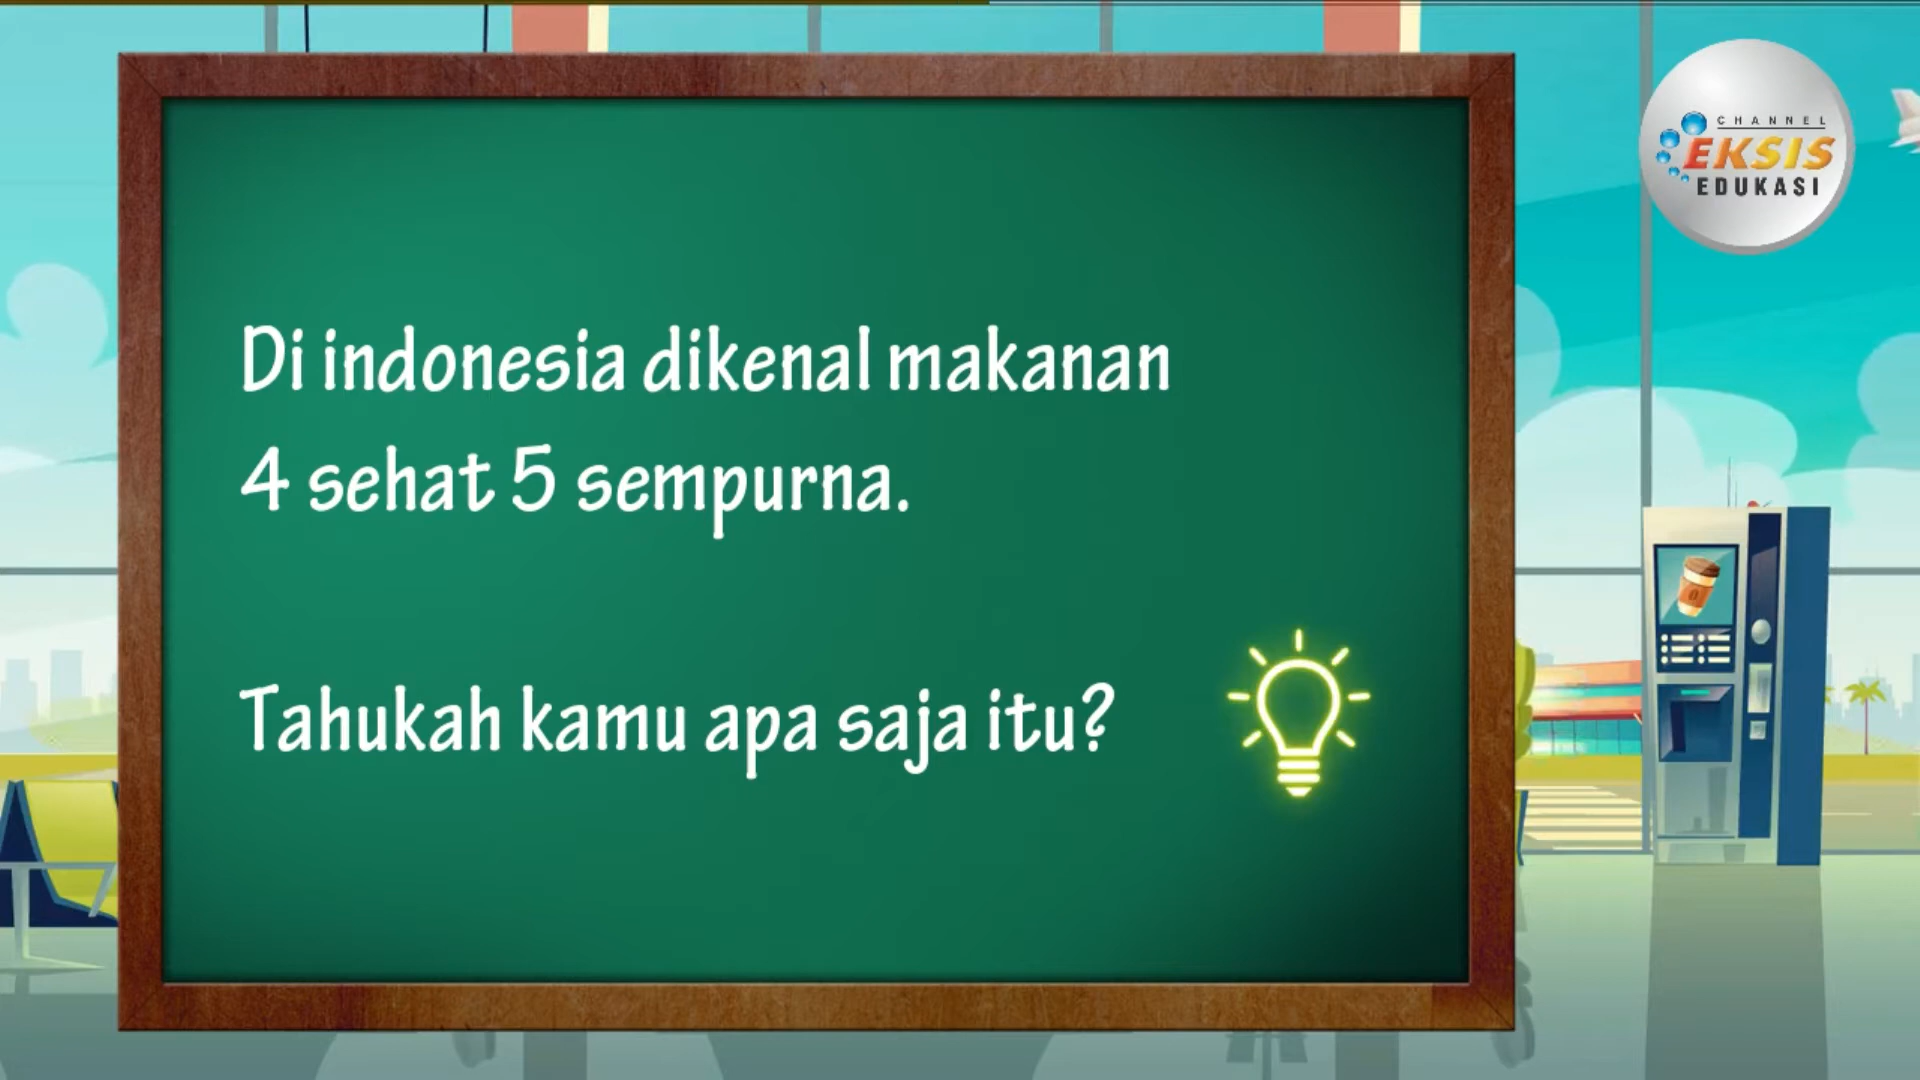 Di indonesia dikenal makanan
4 sehat 5 sempurna.
Tahukah kamu apa saja itu?
CHANNEL
EKSIS
EDUKASI